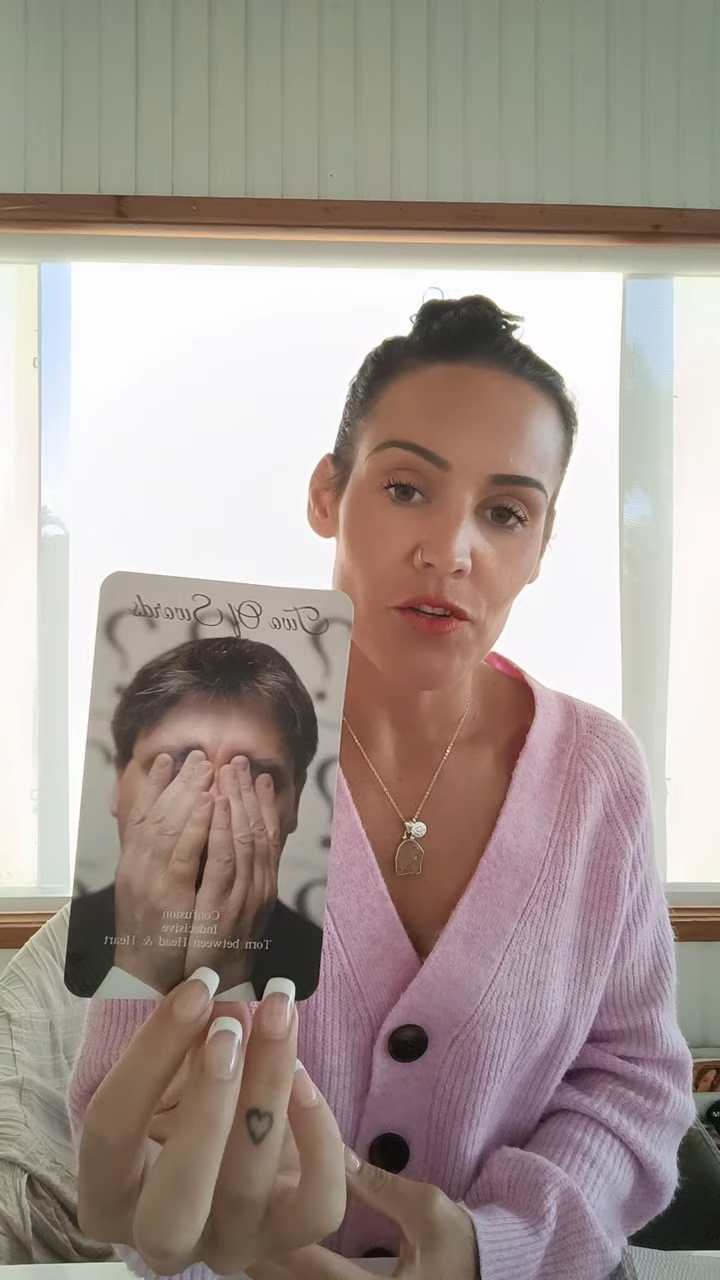 Two Of Swords
? ? ?
? ?
?
Confusion
Indecisive
Torn between Head & Heart